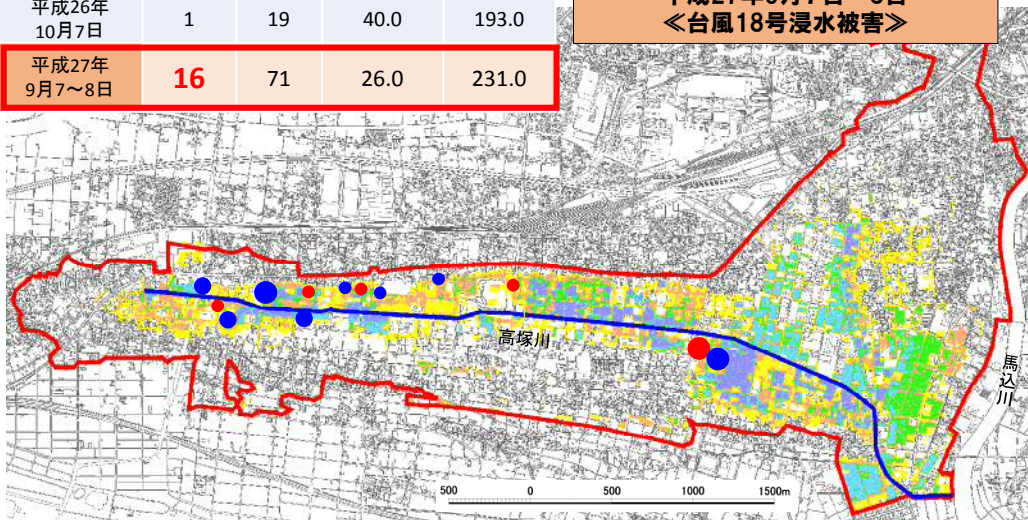 平成26年
10月7日 1 19 40.0 193.0
≪台風18号浸水被害≫
平成27年
9月7～8日 16 71 26.0 231.0
高塚川
馬込川
500 0 500 1000 1500m